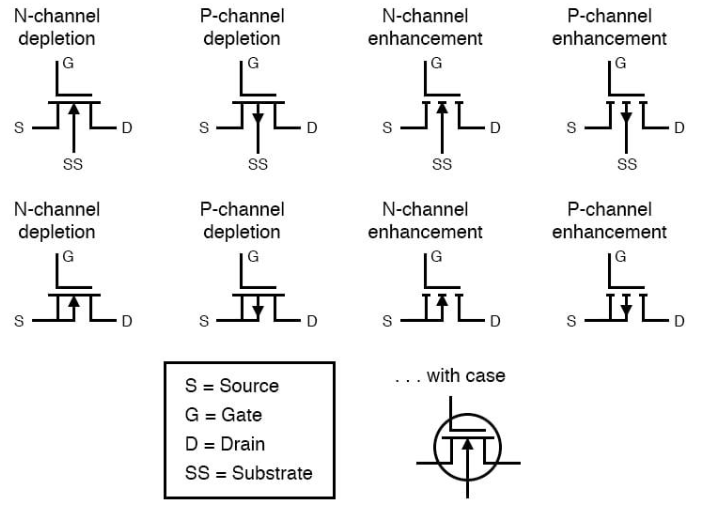 N-channel
depletion
P-channel
depletion
N-channel
enhancement
P-channel
enhancement
G
G
G
G
S
D
S
D
S
D
S
D
SS
SS
SS
SS
N-channel
depletion
P-channel
depletion
N-channel
enhancement
P-channel
enhancement
G
G
G
G
S
D
S
D
S
D
S
D
S = Source
G = Gate
D = Drain
SS = Substrate
. . . with case